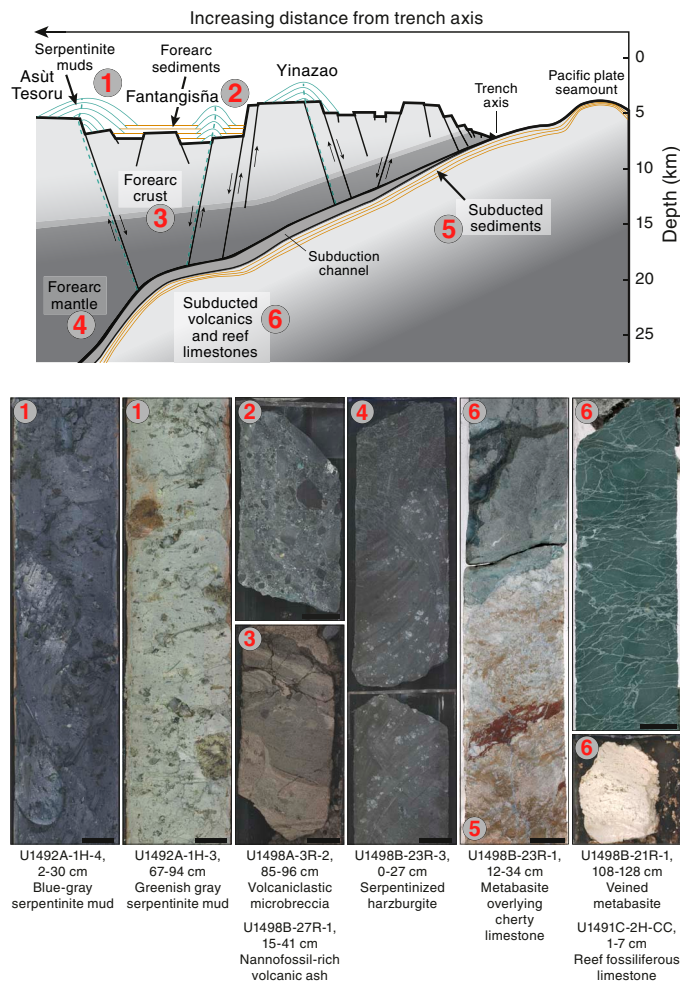 Increasing distance from trench axis
Serpentinite
muds
1
Asùt
Tesoru
Forearc
sediments
2
Fantangisña
Yinazao
Trench
axis
Pacific plate
seamount
0
5
10
15
20
25
Depth (km)
Forearc
crust
3
Subducted
sediments
5
Subduction
channel
Forearc
mantle
4
Subducted
volcanics
and reef
limestones
6
1
1
2
3
4
6
5
6
6
U1492A-1H-4,
2-30 cm
Blue-gray
serpentinite mud
U1492A-1H-3,
67-94 cm
Greenish gray
serpentinite mud
U1498A-3R-2,
85-96 cm
Volcaniclastic
microbreccia
U1498B-27R-1,
15-41 cm
Nannofossil-rich
volcanic ash
U1498B-23R-3,
0-27 cm
Serpentinized
harzburgite
U1498B-23R-1,
12-34 cm
Metabasite
overlying
cherty
limestone
U1498B-21R-1,
108-128 cm
Veined
metabasite
U1491C-2H-CC,
1-7 cm
Reef fossiliferous
limestone